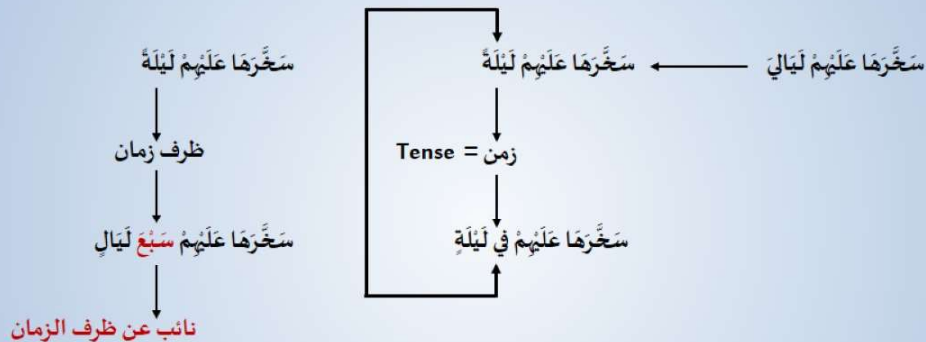 سَخَّرَهَا عَلَيْهِمْ لَيَالِيَ
سَخَّرَهَا عَلَيْهِمْ لَيْلَةً
زمن = Tense
سَخَّرَهَا عَلَيْهِمْ فِي لَيْلَةٍ
سَخَّرَهَا عَلَيْهِمْ لَيْلَةً
ظرف زمان
سَخَّرَهَا عَلَيْهِمْ سَبْعَ لَيَالٍ
نائب عن ظرف الزمان